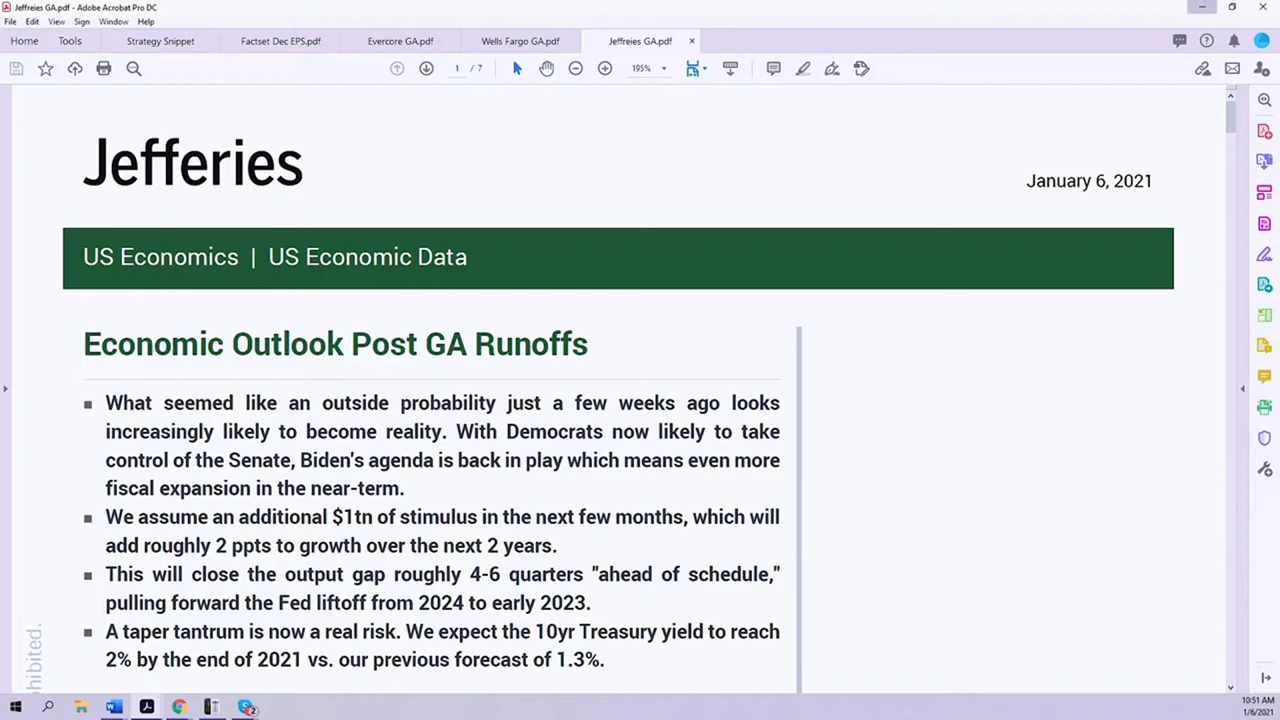 Jeffreies GA.pdf - Adobe Acrobat Pro DC
File Edit View Sign Window Help
Home Tools Strategy Snippet Factset Dec EPS.pdf Evercore GA.pdf Wells Fargo GA.pdf Jeffreies GA.pdf ×
1 / 7 195%
Jefferies
January 6, 2021
US Economics | US Economic Data
Economic Outlook Post GA Runoffs
What seemed like an outside probability just a few weeks ago looks
increasingly likely to become reality. With Democrats now likely to take
control of the Senate, Biden's agenda is back in play which means even more
fiscal expansion in the near-term.
We assume an additional $1tn of stimulus in the next few months, which will
add roughly 2 ppts to growth over the next 2 years.
This will close the output gap roughly 4-6 quarters "ahead of schedule,"
pulling forward the Fed liftoff from 2024 to early 2023.
A taper tantrum is now a real risk. We expect the 10yr Treasury yield to reach
2% by the end of 2021 vs. our previous forecast of 1.3%.
hibited.
10:51 AM
1/6/2021